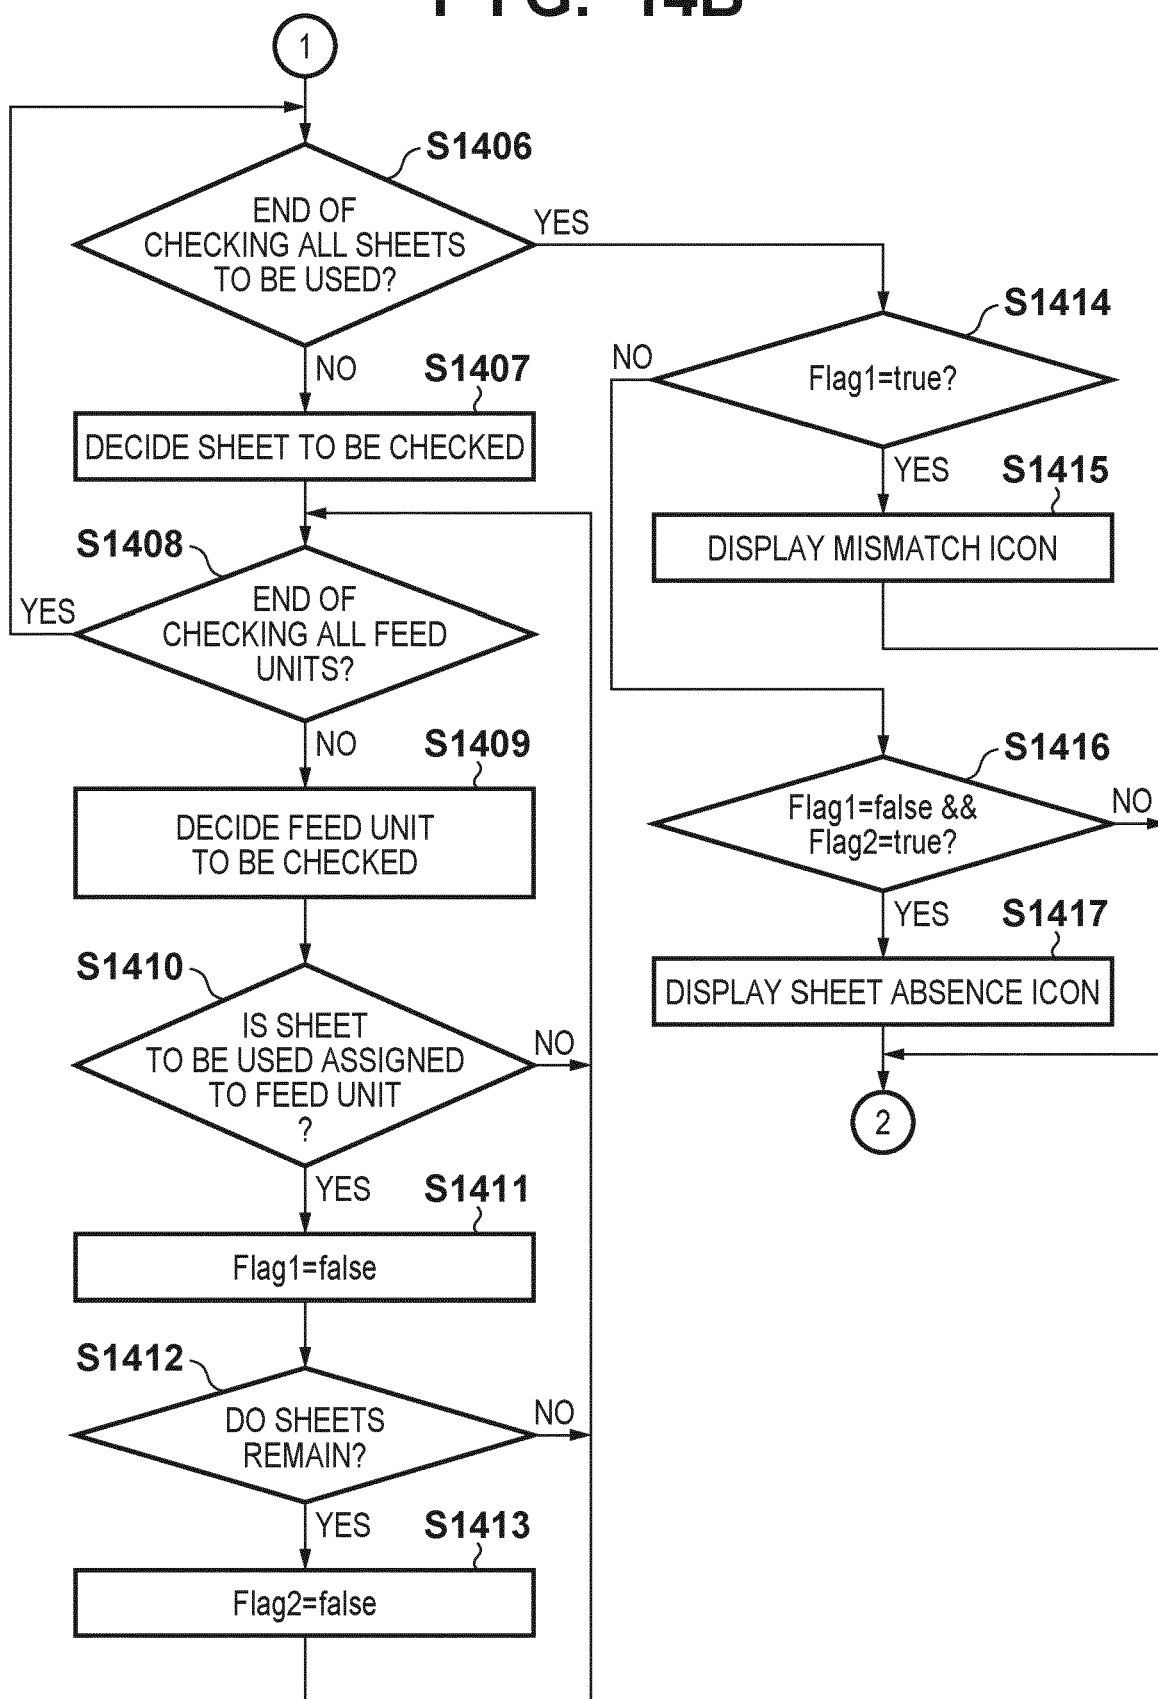 FIG. 14B
1
S1406
END OF
CHECKING ALL SHEETS
TO BE USED?
YES
NO
S1407
DECIDE SHEET TO BE CHECKED
S1408
YES
END OF
CHECKING ALL FEED
UNITS?
NO
S1409
DECIDE FEED UNIT
TO BE CHECKED
S1410
IS SHEET
TO BE USED ASSIGNED
TO FEED UNIT
?
NO
YES
S1411
Flag1=false
S1412
DO SHEETS
REMAIN?
NO
YES
S1413
Flag2=false
S1414
NO
Flag1=true?
YES
S1415
DISPLAY MISMATCH ICON
S1416
Flag1=false &&
Flag2=true?
NO
YES
S1417
DISPLAY SHEET ABSENCE ICON
2